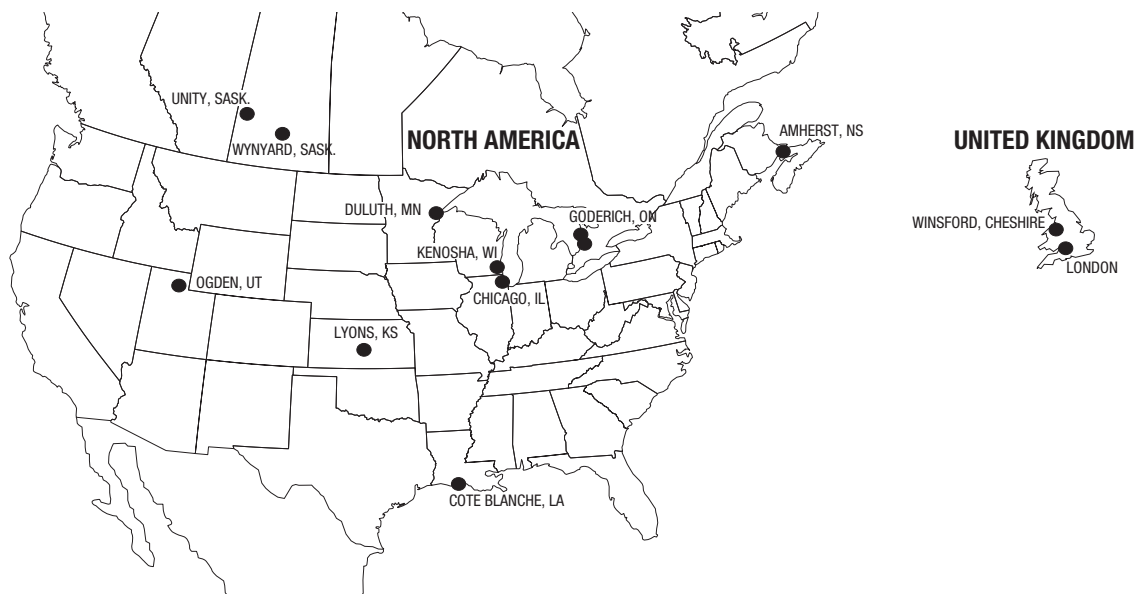 UNITY, SASK.
WYNYARD, SASK.
NORTH AMERICA
AMHERST, NS
UNITED KINGDOM
DULUTH, MN
GODERICH, ON
WINSFORD, CHESHIRE
KENOSHA, WI
LONDON
OGDEN, UT
CHICAGO, IL
LYONS, KS
COTE BLANCHE, LA